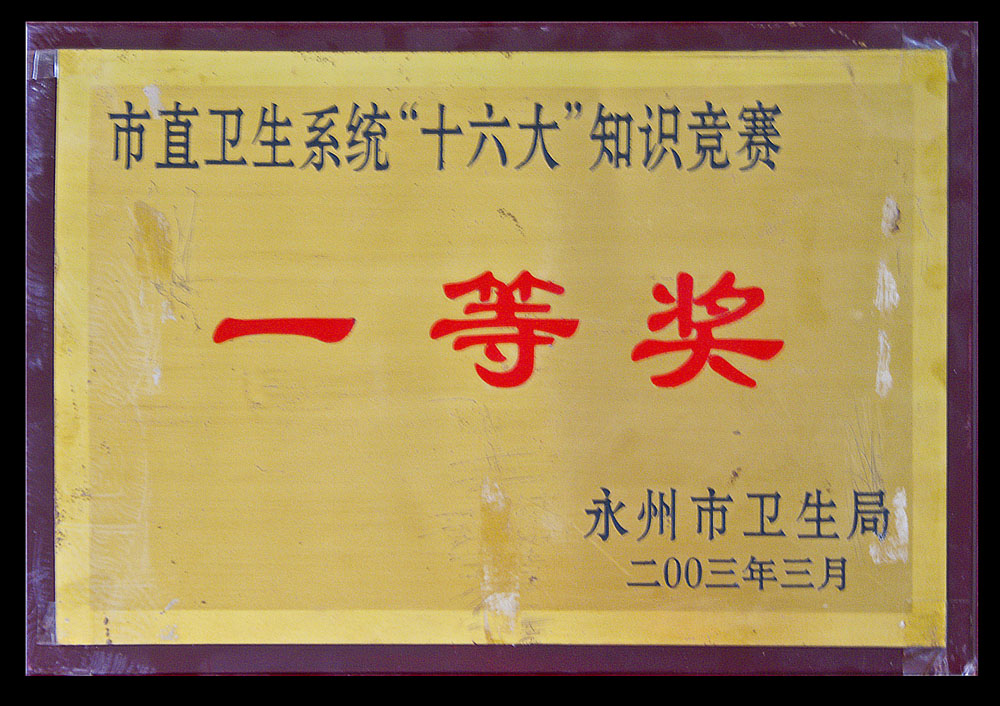 市直卫生系统“十六大”知识竞赛
一等奖
永州市卫生局
二00三年三月